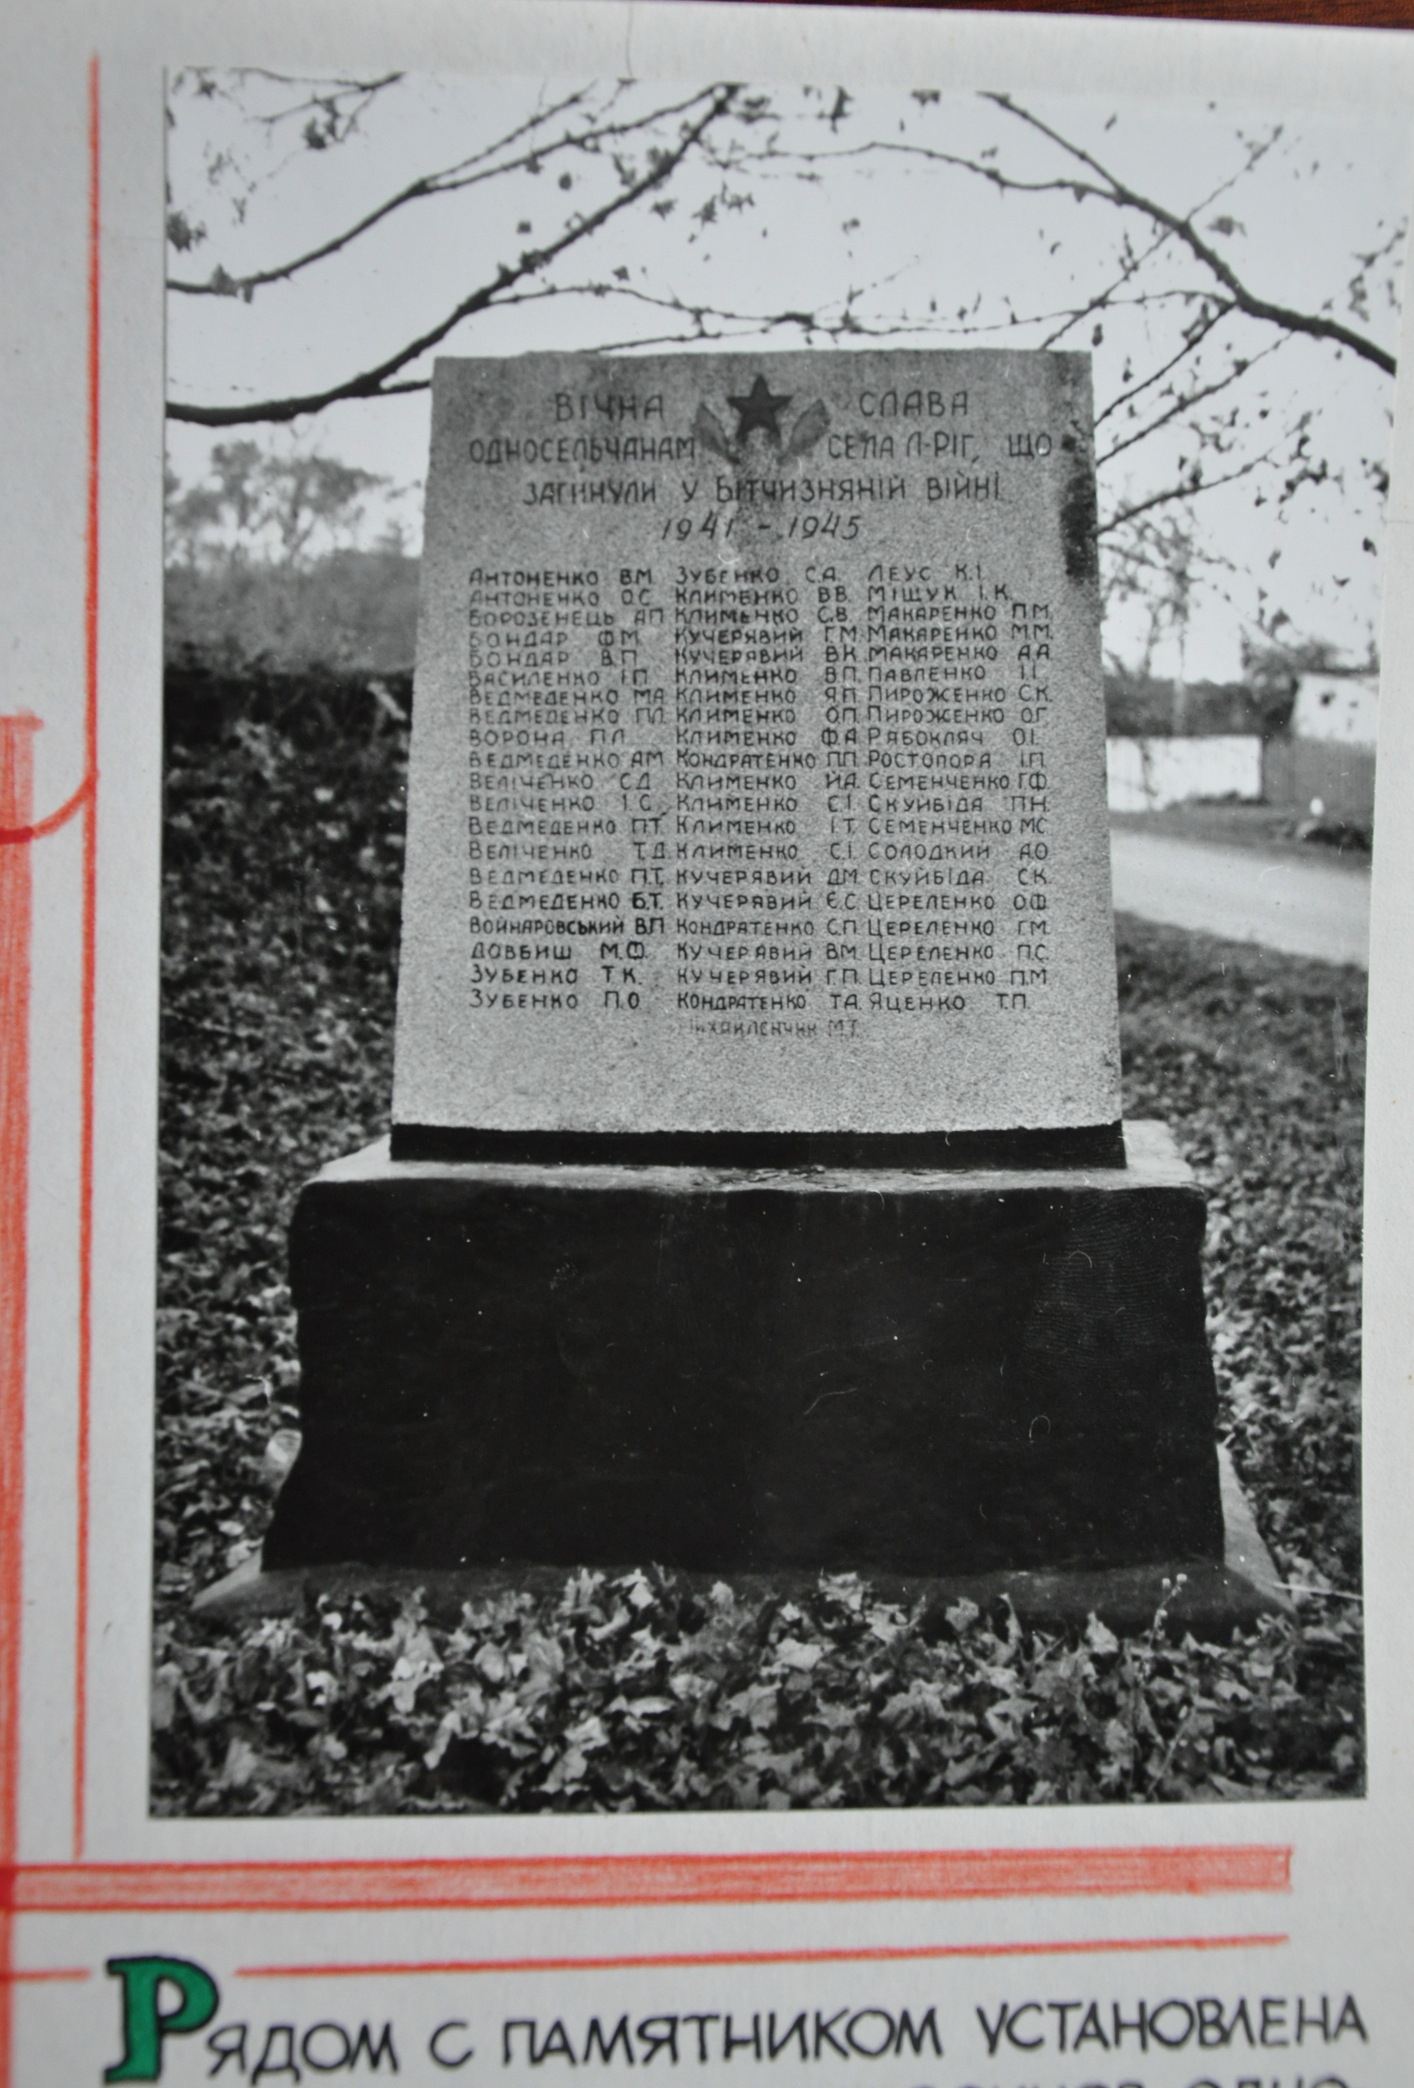 ВІЧНА СЛАВА
ОДНОСЕЛЬЧАНАМ СЕЛА Л-РІГ, ЩО
ЗАГИНУЛИ У ВІТЧИЗНЯНІЙ ВІЙНІ
1941 - 1945
АНТОНЕНКО В.М. ЗУБЕНКО С.А. ЛЕУС К.І.
АНТОНЕНКО О.С. КЛИМЕНКО В.В. МІЩУК І.К.
БОРОЗЕНЕЦЬ А.П. КЛИМЕНКО С.В. МАКАРЕНКО П.М.
БОНДАР Ф.М. КУЧЕРЯВИЙ Г.М. МАКАРЕНКО М.М.
БОНДАР В.П. КУЧЕРЯВИЙ В.К. МАКАРЕНКО А.А.
ВАСИЛЕНКО І.П. КЛИМЕНКО В.П. ПАВЛЕНКО І.І.
ВЕДМЕДЕНКО М.А. КЛИМЕНКО Я.П. ПИРОЖЕНКО С.К.
ВЕДМЕДЕНКО П.Л. КЛИМЕНКО О.П. ПИРОЖЕНКО О.Г.
ВОРОНА П.Л. КЛИМЕНКО Ф.А. РЯБОКЛЯЧ О.І.
ВЕДМЕДЕНКО А.М. КОНДРАТЕНКО П.П. РОСТОПОРА І.П.
ВЕЛІЧЕНКО С.Д. КЛИМЕНКО Й.А. СЕМЕНЧЕНКО Г.Ф.
ВЕЛІЧЕНКО І.С. КЛИМЕНКО С.І. СКУЙБІДА П.Н.
ВЕДМЕДЕНКО П.Т. КЛИМЕНКО І.Т. СЕМЕНЧЕНКО М.С.
ВЕЛІЧЕНКО Т.Д. КЛИМЕНКО С.І. СОЛОДКИЙ А.О.
ВЕДМЕДЕНКО П.Т. КУЧЕРЯВИЙ Д.М. СКУЙБІДА С.К.
ВЕДМЕДЕНКО Б.Т. КУЧЕРЯВИЙ Є.С. ЦЕРЕЛЕНКО О.Ф.
ВОЙНАРОВСЬКИЙ В.П. КОНДРАТЕНКО С.П. ЦЕРЕЛЕНКО Г.М.
ДОВБИШ М.Ф. КУЧЕРЯВИЙ В.М. ЦЕРЕЛЕНКО П.С.
ЗУБЕНКО Т.К. КУЧЕРЯВИЙ Г.П. ЦЕРЕЛЕНКО П.М.
ЗУБЕНКО П.О. КОНДРАТЕНКО Т.А. ЯЦЕНКО Т.П.
М.Т.
РЯДОМ С ПАМЯТНИКОМ УСТАНОВЛЕНА